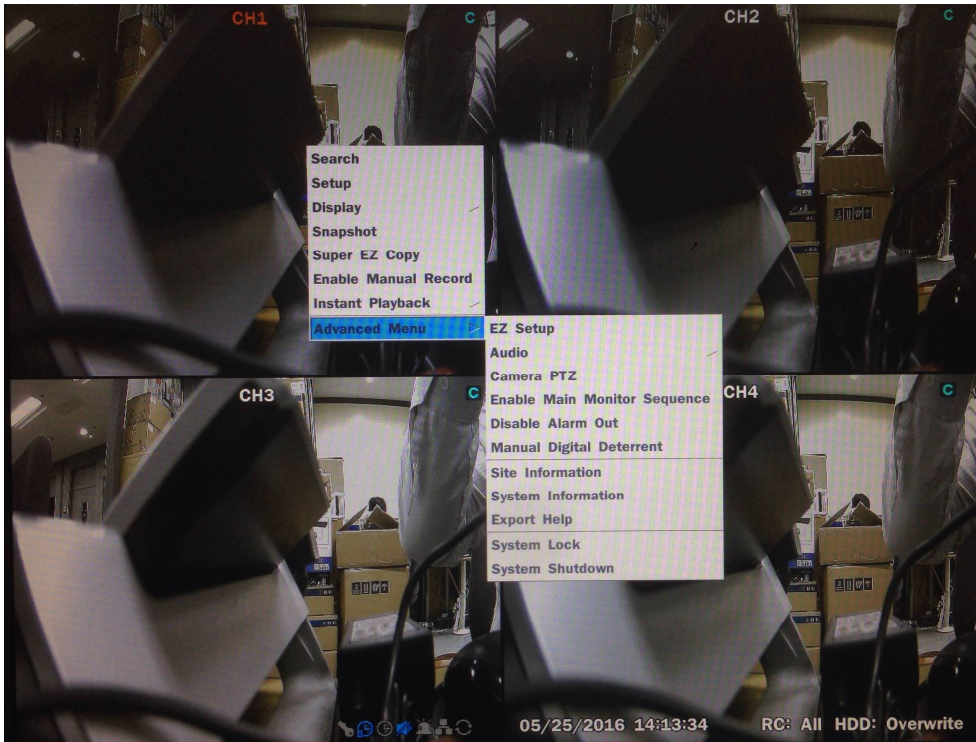 CH1
C
CH2
C
Search
Setup
Display
Snapshot
Super EZ Copy
Enable Manual Record
Instant Playback
Advanced Menu
EZ Setup
Audio
Camera PTZ
Enable Main Monitor Sequence
Disable Alarm Out
Manual Digital Deterrent
Site Information
System Information
Export Help
System Lock
System Shutdown
CH3
C
CH4
C
05/25/2016 14:13:34 RC: All HDD: Overwrite